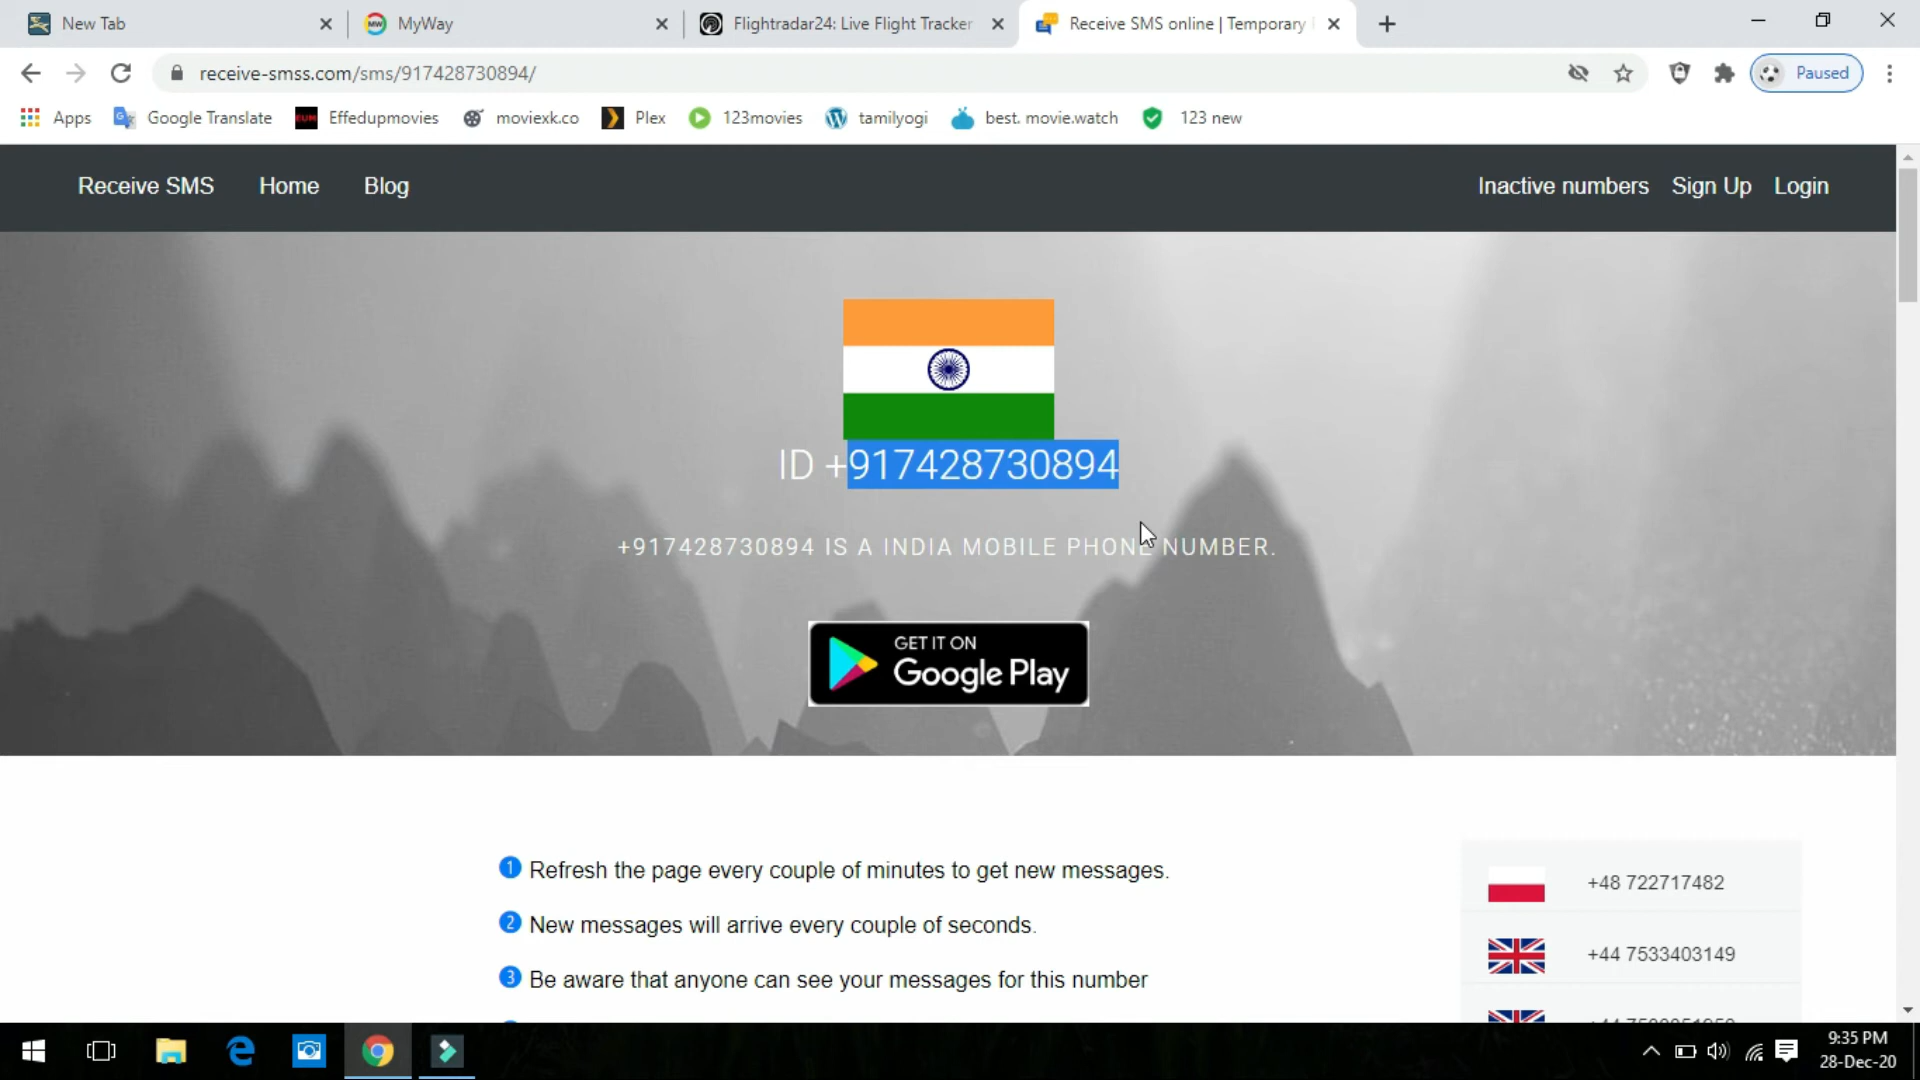 New Tab
MyWay
Flightradar24: Live Flight Tracker
Receive SMS online | Temporary
receive-smss.com/sms/917428730894/
Paused
Apps
Google Translate
EUM
Effedupmovies
moviexk.co
Plex
123movies
tamilyogi
best. movie.watch
123 new
Receive SMS
Home
Blog
Inactive numbers
Sign Up
Login
ID +917428730894
+917428730894 IS A INDIA MOBILE PHONE NUMBER.
GET IT ON
Google Play
1 Refresh the page every couple of minutes to get new messages.
2 New messages will arrive every couple of seconds.
3 Be aware that anyone can see your messages for this number
+48 722717482
+44 7533403149
9:35 PM
28-Dec-20